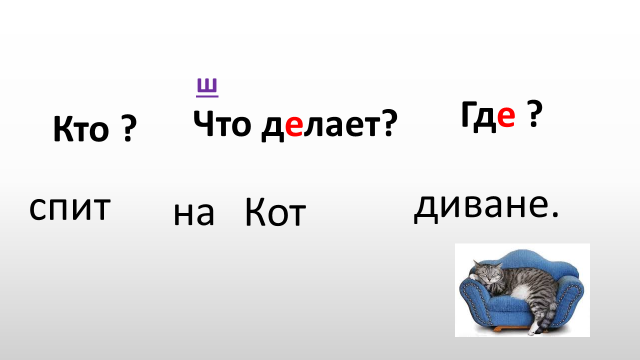 ш
Кто ? Что делает? Где ?
спит на Кот диване.